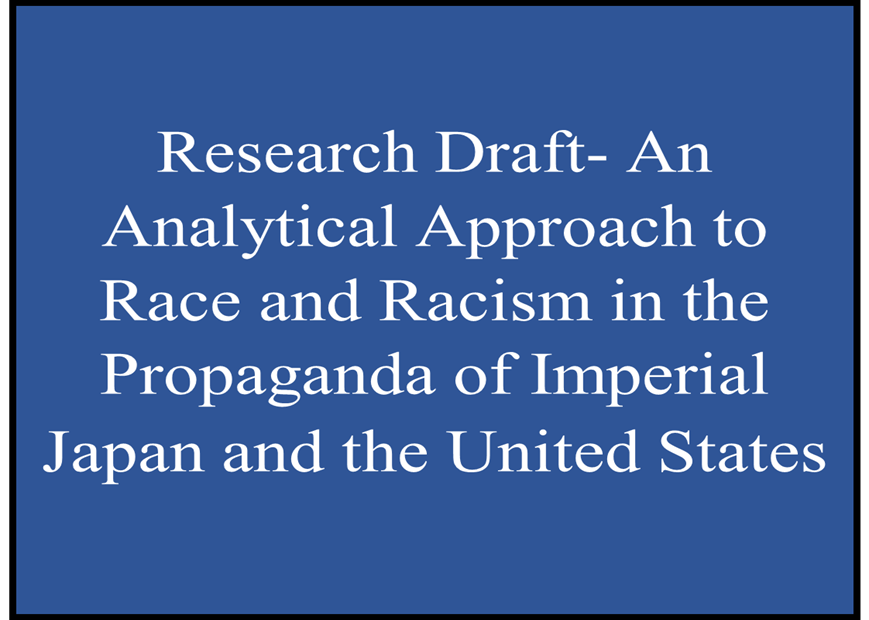 Research Draft- An
Analytical Approach to
Race and Racism in the
Propaganda of Imperial
Japan and the United States